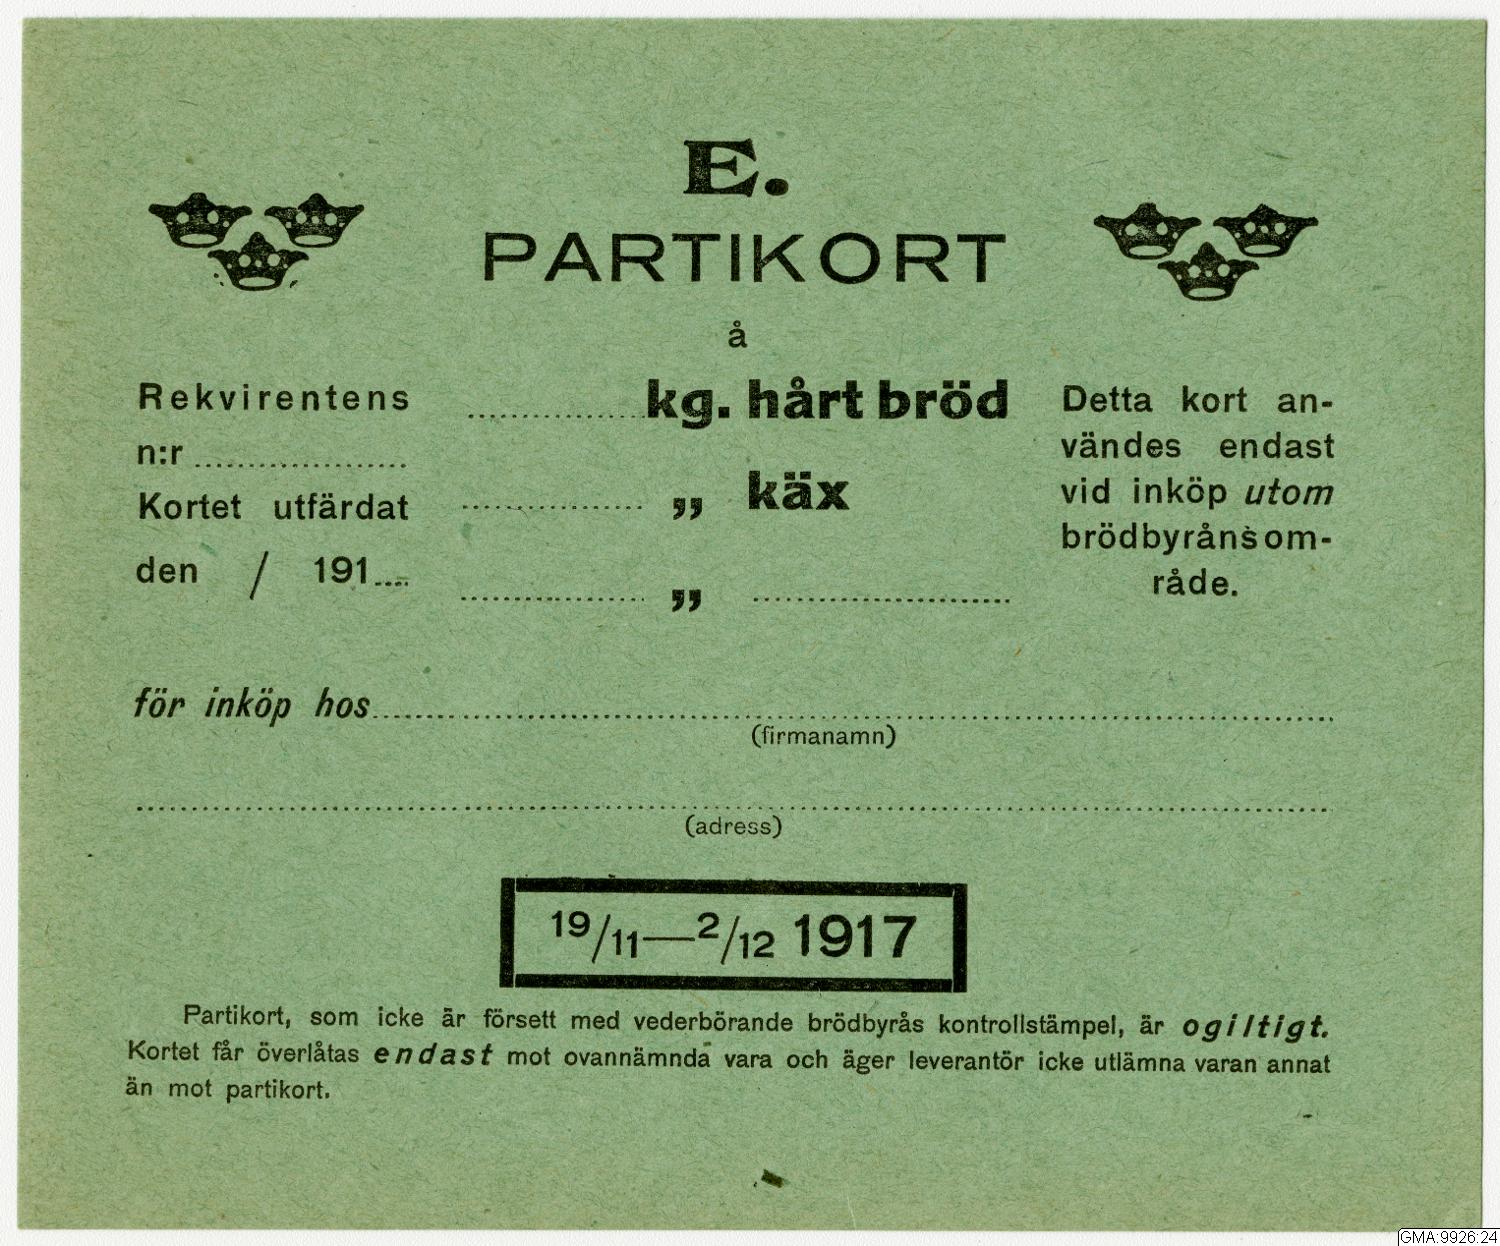 E.
PARTIKORT
å
Rekvirentens
n:r ....................
Kortet utfärdat
den / 191....
.................kg. hårt bröd
................. „ käx
................. „ ........................
Detta kort an-
vändes endast
vid inköp utom
brödbyråns om-
råde.
för inköp hos........................................
(firmanamn)
(adress)
19/11—2/12 1917
Partikort, som icke är försett med vederbörande brödbyrås kontrollstämpel, är ogiltigt.
Kortet får överlåtas endast mot ovannämnda vara och äger leverantör icke utlämna varan annat
än mot partikort.
GMA:9926:24